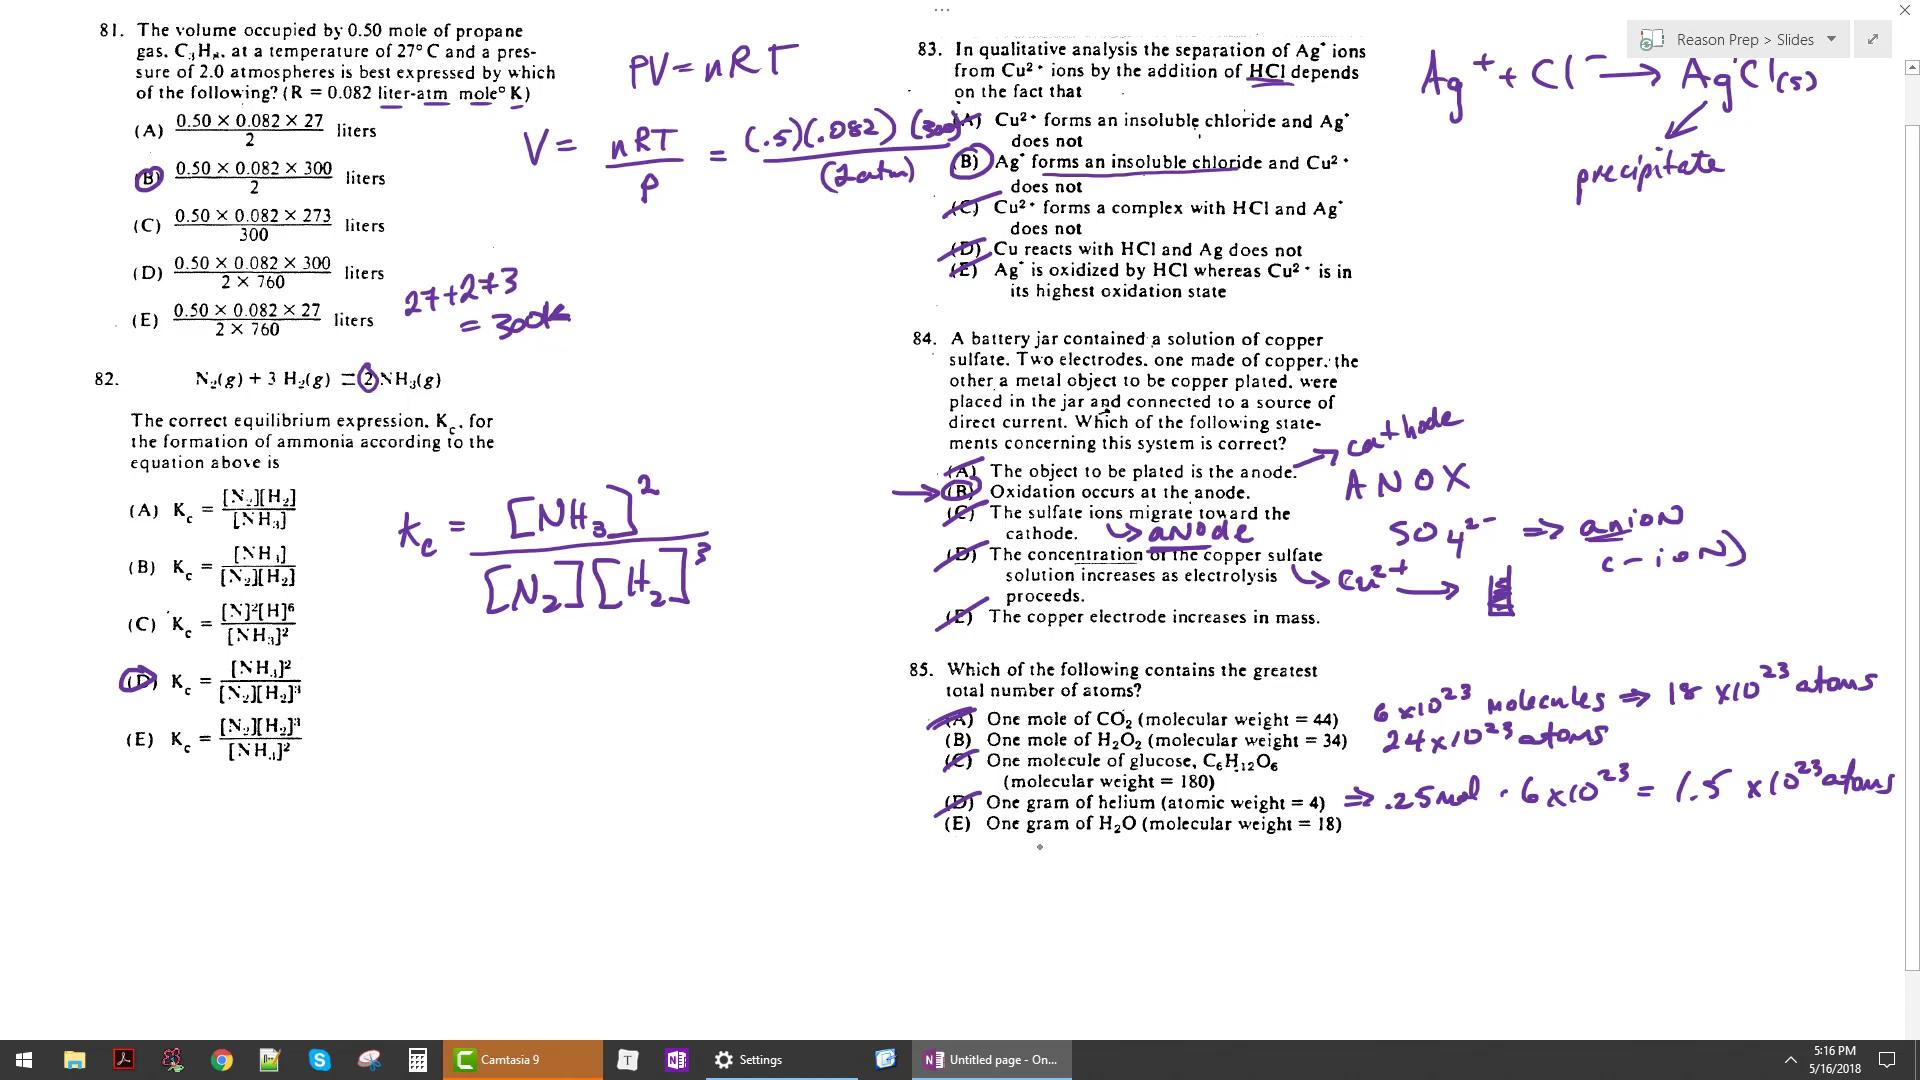 81. The volume occupied by 0.50 mole of propane
gas, C₃H₈, at a temperature of 27° C and a pres-
sure of 2.0 atmospheres is best expressed by which
of the following? (R = 0.082 liter-atm mole° K)
(A) 0.50 × 0.082 × 27 / 2 liters
(B) 0.50 × 0.082 × 300 / 2 liters
(C) 0.50 × 0.082 × 273 / 300 liters
(D) 0.50 × 0.082 × 300 / 2 × 760 liters
(E) 0.50 × 0.082 × 27 / 2 × 760 liters
PV = nRT
V = nRT / P = (.5)(.082)(300) / (2atm)
27+273
= 300K
82. N₂(g) + 3 H₂(g) = 2 NH₃(g)
The correct equilibrium expression, Kc, for
the formation of ammonia according to the
equation above is
(A) Kc = [N₂][H₂] / [NH₃]
(B) Kc = [NH₃] / [N₂][H₂]
(C) Kc = [N]²[H]⁶ / [NH₃]²
(D) Kc = [NH₃]² / [N₂][H₂]³
(E) Kc = [N₂][H₂]³ / [NH₃]²
Kc = [NH₃]² / [N₂][H₂]³
83. In qualitative analysis the separation of Ag⁺ ions
from Cu²⁺ ions by the addition of HCl depends
on the fact that
(A) Cu²⁺ forms an insoluble chloride and Ag⁺
does not
(B) Ag⁺ forms an insoluble chloride and Cu²⁺
does not
(C) Cu²⁺ forms a complex with HCl and Ag⁺
does not
(D) Cu reacts with HCl and Ag does not
(E) Ag⁺ is oxidized by HCl whereas Cu²⁺ is in
its highest oxidation state
Reason Prep > Slides
Ag⁺ + Cl⁻ → AgCl(s)
precipitate
84. A battery jar contained a solution of copper
sulfate. Two electrodes, one made of copper, the
other a metal object to be copper plated, were
placed in the jar and connected to a source of
direct current. Which of the following state-
ments concerning this system is correct?
(A) The object to be plated is the anode. → cathode
(B) Oxidation occurs at the anode. ANOX
(C) The sulfate ions migrate toward the
cathode. ↳ anode SO₄²⁻ ⇒ anion
(-ion)
(D) The concentration of the copper sulfate
solution increases as electrolysis ↳ Cu²⁺ →
proceeds.
(E) The copper electrode increases in mass.
85. Which of the following contains the greatest
total number of atoms?
(A) One mole of CO₂ (molecular weight = 44) 6 x10²³ molecules ⇒ 18 x10²³ atoms
(B) One mole of H₂O₂ (molecular weight = 34) 24 x10²³ atoms
(C) One molecule of glucose, C₆H₁₂O₆
(molecular weight = 180)
(D) One gram of helium (atomic weight = 4) ⇒ .25mol · 6 x10²³ = 1.5 x10²³ atoms
(E) One gram of H₂O (molecular weight = 18)
Camtasia 9
T
N
Settings
Untitled page - On...
5:16 PM
5/16/2018